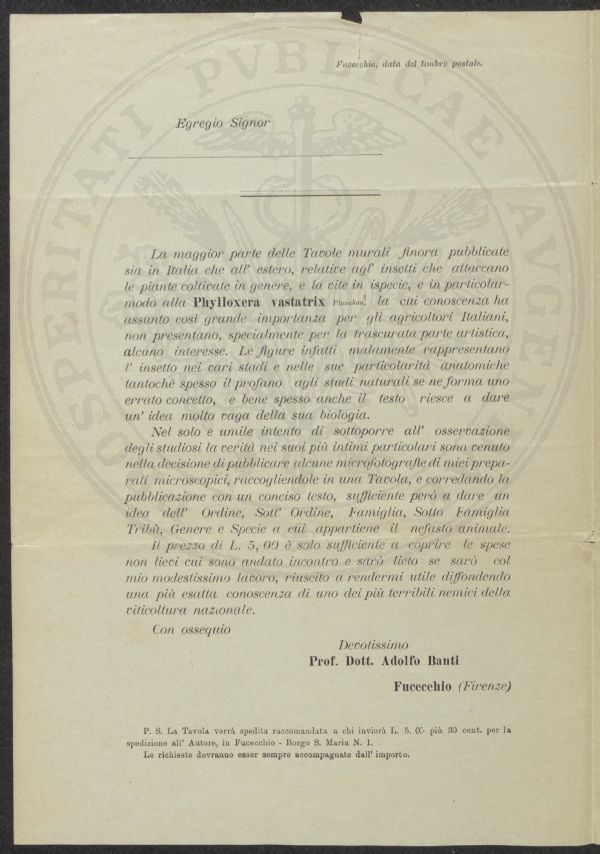 Fucecchio, data del timbro postale.
Egregio Signor
La maggior parte delle Tavole murali finora pubblicate
sia in Italia che all' estero, relative agl' insetti che attaccano
le piante coltivate in genere, e la vite in ispecie, e in particolar-
modo alla Phylloxera vastatrix Planchon, la cui conoscenza ha
assunto così grande importanza per gli agricoltori Italiani,
non presentano, specialmente per la trascurata parte artistica,
alcuno interesse. Le figure infatti malamente rappresentano
l' insetto nei vari stadi e nelle sue particolarità anatomiche
tantochè spesso il profano agli studi naturali se ne forma uno
errato concetto, e bene spesso anche il testo riesce a dare
un' idea molto vaga della sua biologia.
Nel solo e umile intento di sottoporre all' osservazione
degli studiosi la verità nei suoi più intimi particolari sono venuto
nella decisione di pubblicare alcune microfotografie di miei prepa-
rati microscopici, raccogliendole in una Tavola, e corredando la
pubblicazione con un conciso testo, sufficiente però a dare un
idea dell' Ordine, Sott' Ordine, Famiglia, Sotto Famiglia
Tribù, Genere e Specie a cui appartiene il nefasto animale.
Il prezzo di L. 5, 00 è solo sufficiente a coprire le spese
non lievi cui sono andato incontro e sarò lieto se sarò col
mio modestissimo lavoro, riuscito a rendermi utile diffondendo
una più esatta conoscenza di uno dei più terribili nemici della
viticoltura nazionale.
Con ossequio
Devotissimo
Prof. Dott. Adolfo Banti
Fucecchio (Firenze)
P. S. La Tavola verrà spedita raccomandata a chi invierà L. 5. 00 più 30 cent. per la
spedizione all' Autore, in Fucecchio - Borgo S. Maria N. 1.
Le richieste dovranno esser sempre accompagnate dall' importo.
PROSPERITATI PUBLICAE AUGENDAE